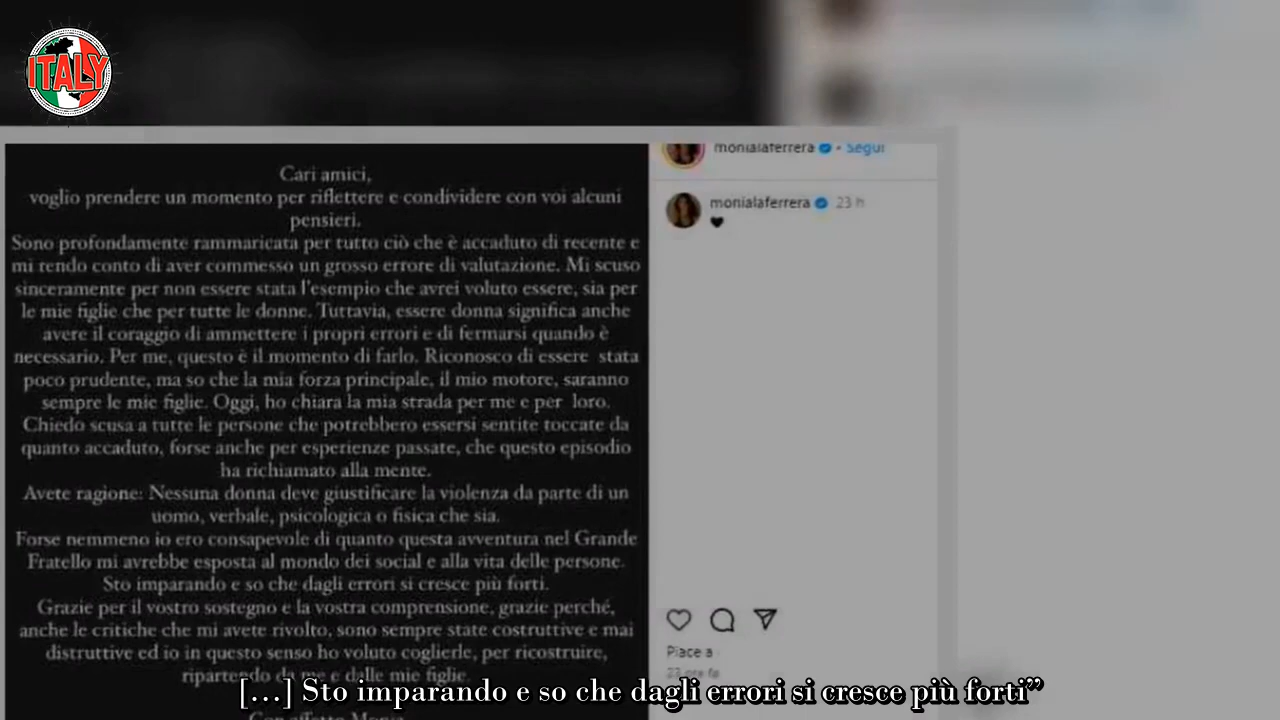 ITALY
Cari amici,
voglio prendere un momento per riflettere e condividere con voi alcuni
pensieri.
Sono profondamente rammaricata per tutto ciò che è accaduto di recente e
mi rendo conto di aver commesso un grosso errore di valutazione. Mi scuso
sinceramente per non essere stata l'esempio che avrei voluto essere, sia per
le mie figlie che per tutte le donne. Tuttavia, essere donna significa anche
avere il coraggio di ammettere i propri errori e di fermarsi quando è
necessario. Per me, questo è il momento di farlo. Riconosco di essere stata
poco prudente, ma so che la mia forza principale, il mio motore, saranno
sempre le mie figlie. Oggi, ho chiara la mia strada per me e per loro.
Chiedo scusa a tutte le persone che potrebbero essersi sentite toccate da
quanto accaduto, forse anche per esperienze passate, che questo episodio
ha richiamato alla mente.
Avete ragione: Nessuna donna deve giustificare la violenza da parte di un
uomo, verbale, psicologica o fisica che sia.
Forse nemmeno io ero consapevole di quanto questa avventura nel Grande
Fratello mi avrebbe esposta al mondo dei social e alla vita delle persone.
Sto imparando e so che dagli errori si cresce più forti.
Grazie per il vostro sostegno e la vostra comprensione, grazie perché,
anche le critiche che mi avete rivolto, sono sempre state costruttive e mai
distruttive ed io in questo senso ho voluto coglierle, per ricostruire,
ripartendo da me e dalle mie figlie.
Con affetto Monia
monialaferrera • Segui
monialaferrera 23 h
Piace a
23 ore fa
[…] Sto imparando e so che dagli errori si cresce più forti”